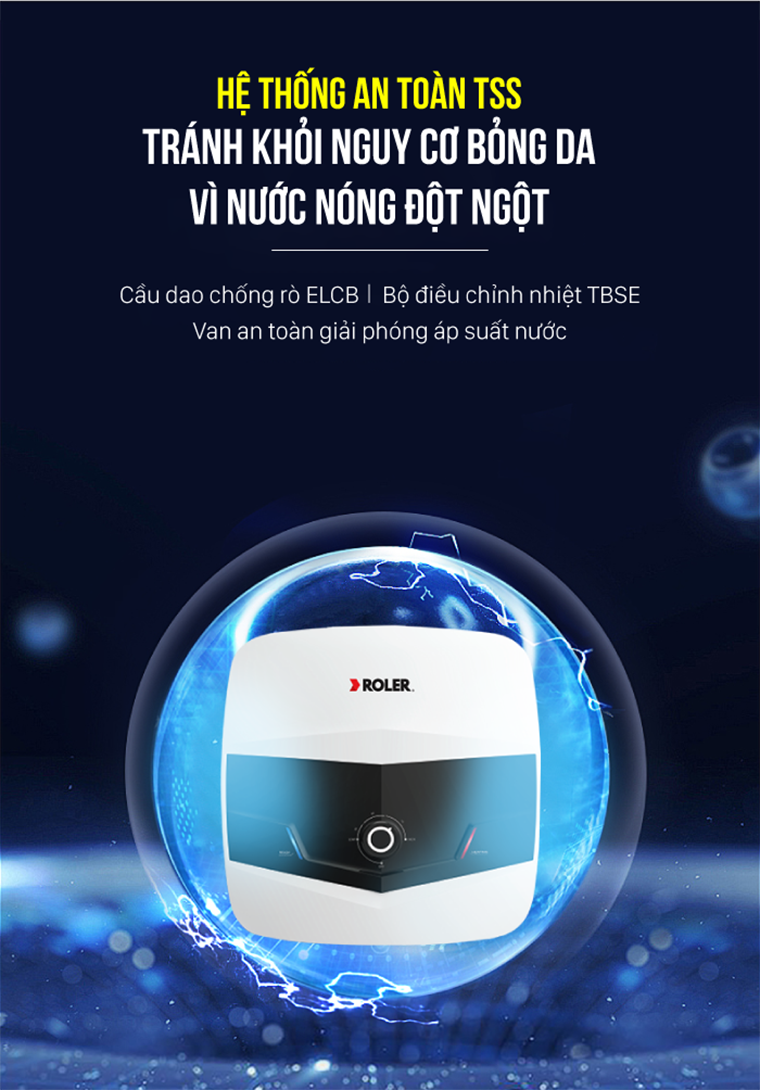 HỆ THỐNG AN TOÀN TSS
TRÁNH KHỎI NGUY CƠ BỎNG DA
VÌ NƯỚC NÓNG ĐỘT NGỘT
Cầu dao chống rò ELCB | Bộ điều chỉnh nhiệt TBSE
Van an toàn giải phóng áp suất nước
ROLER